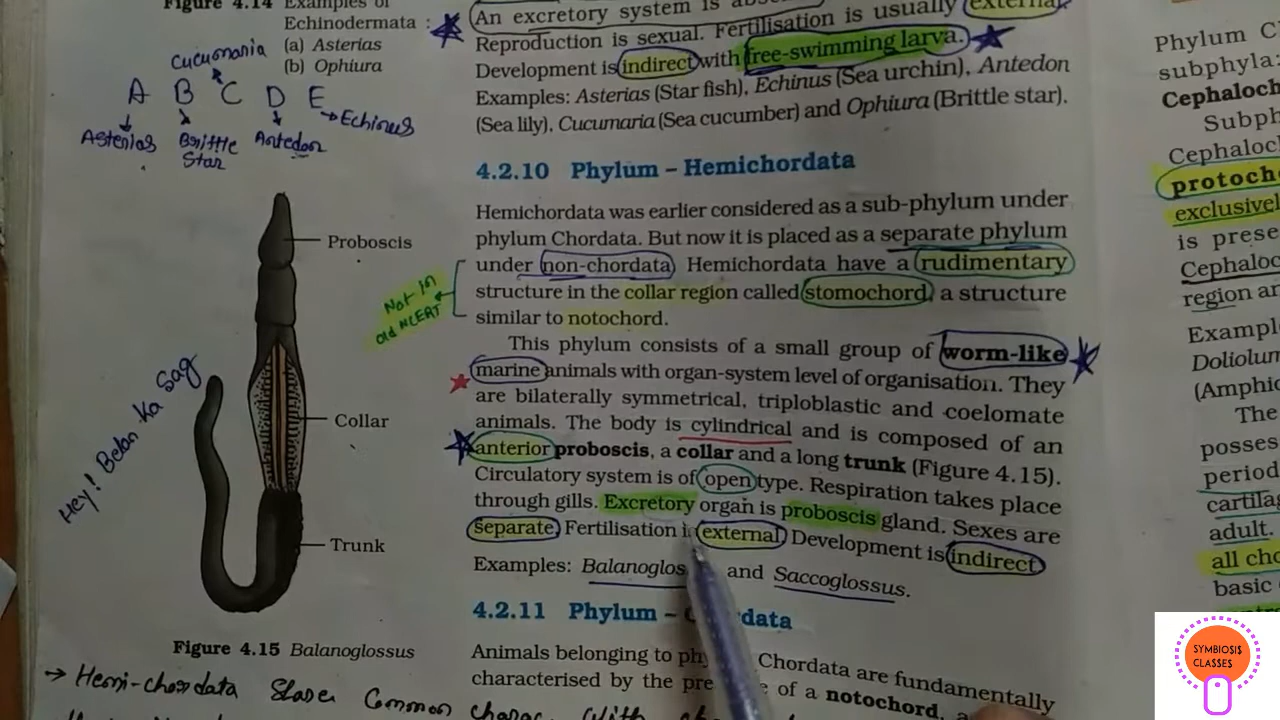 Figure 4.14 Examples of
Echinodermata :
(a) Asterias
(b) Ophiura
Cucumaria
A B C D E
Asterias
Brittle
Star
Antedon
Echinus
Proboscis
Collar
Trunk
Hey! Belan ka Sag
Not in
old NCERT
Figure 4.15 Balanoglossus
→ Hemi-chordata Share Common charac. With
An excretory system is
Reproduction is sexual. Fertilisation is usually external.
Development is indirect with free-swimming larva.
Examples: Asterias (Star fish), Echinus (Sea urchin), Antedon
(Sea lily), Cucumaria (Sea cucumber) and Ophiura (Brittle star).
4.2.10 Phylum – Hemichordata
Hemichordata was earlier considered as a sub-phylum under
phylum Chordata. But now it is placed as a separate phylum
under non-chordata. Hemichordata have a rudimentary
structure in the collar region called stomochord, a structure
similar to notochord.
This phylum consists of a small group of worm-like
marine animals with organ-system level of organisation. They
are bilaterally symmetrical, triploblastic and coelomate
animals. The body is cylindrical and is composed of an
anterior proboscis, a collar and a long trunk (Figure 4.15).
Circulatory system is of open type. Respiration takes place
through gills. Excretory organ is proboscis gland. Sexes are
separate. Fertilisation is external. Development is indirect.
Examples: Balanoglos and Saccoglossus.
4.2.11 Phylum – data
Animals belonging to phy Chordata are fundamentally
characterised by the pre e of a notochord, a
Phylum C
subphyla:
Cephaloch
Subph
Cephaloc
protoch
exclusivel
is prese
Cephaloc
region an
Example
Doliolum
(Amphic
The
posses
period
cartilag
adult.
all cho
basic
SYMBIOSIS
CLASSES